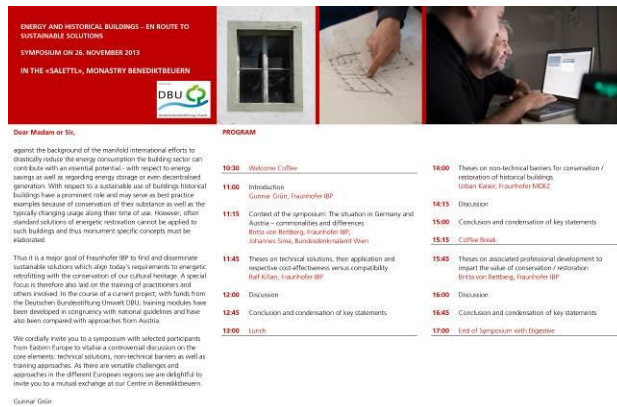 ENERGY AND HISTORICAL BUILDINGS – EN ROUTE TO
SUSTAINABLE SOLUTIONS
SYMPOSIUM ON 26. NOVEMBER 2013
IN THE «SALETTL», MONASTRY BENEDIKTBEUERN
DBU
Deutsche Bundesstiftung Umwelt
Dear Madam or Sir,
against the background of the manifold international efforts to
drastically reduce the energy consumption the building sector can
contribute with an essential potential - with respect to energy
savings as well as regarding energy storage or even decentralised
generation. With respect to a sustainable use of buildings historical
buildings have a prominent role and may serve as best practice
examples because of conservation of their substance as well as the
typically changing usage along their time of use. However, often
standard solutions of energetic restoration cannot be applied to
such buildings and thus monument specific concepts must be
elaborated.
Thus it is a major goal of Fraunhofer IBP to find and disseminate
sustainable solutions which align today's requirements to energetic
retrofitting with the conservation of our cultural heritage. A special
focus is therefore also laid on the training of practitioners and
others involved. In the course of a current project, with funds from
the Deutschen Bundesstiftung Umwelt DBU, training modules have
been developed in congruency with national guidelines and have
also been compared with approaches from Austria.
We cordially invite you to a symposium with selected participants
from Eastern Europe to vitalise a controversial discussion on the
core elements: technical solutions, non-technical barriers as well as
training approaches. As there are versatile challenges and
approaches in the different European regions we are delightful to
invite you to a mutual exchange at our Centre in Benediktbeuern.
Gunnar Grün
PROGRAM
10:30 Welcome Coffee
11:00 Introduction
Gunnar Grün, Fraunhofer IBP
11:15 Context of the symposium: The situation in Germany and
Austria – commonalities and differences
Britta von Rettberg, Fraunhofer IBP,
Johannes Sima, Bundesdenkmalamt Wien
11:45 Theses on technical solutions, their application and
respective cost-effectiveness versus compatibility
Ralf Kilian, Fraunhofer IBP
12:00 Discussion
12:45 Conclusion and condensation of key statements
13:00 Lunch
14:00 Theses on non-technical barriers for conservation /
restoration of historical buildings
Urban Kaiser, Fraunhofer MOEZ
14:15 Discussion
15:00 Conclusion and condensation of key statements
15:15 Coffee Break
15:45 Theses on associated professional development to
impart the value of conservation / restoration
Britta von Rettberg, Fraunhofer IBP
16:00 Discussion
16:45 Conclusion and condensation of key statements
17:00 End of Symposium with Digestive